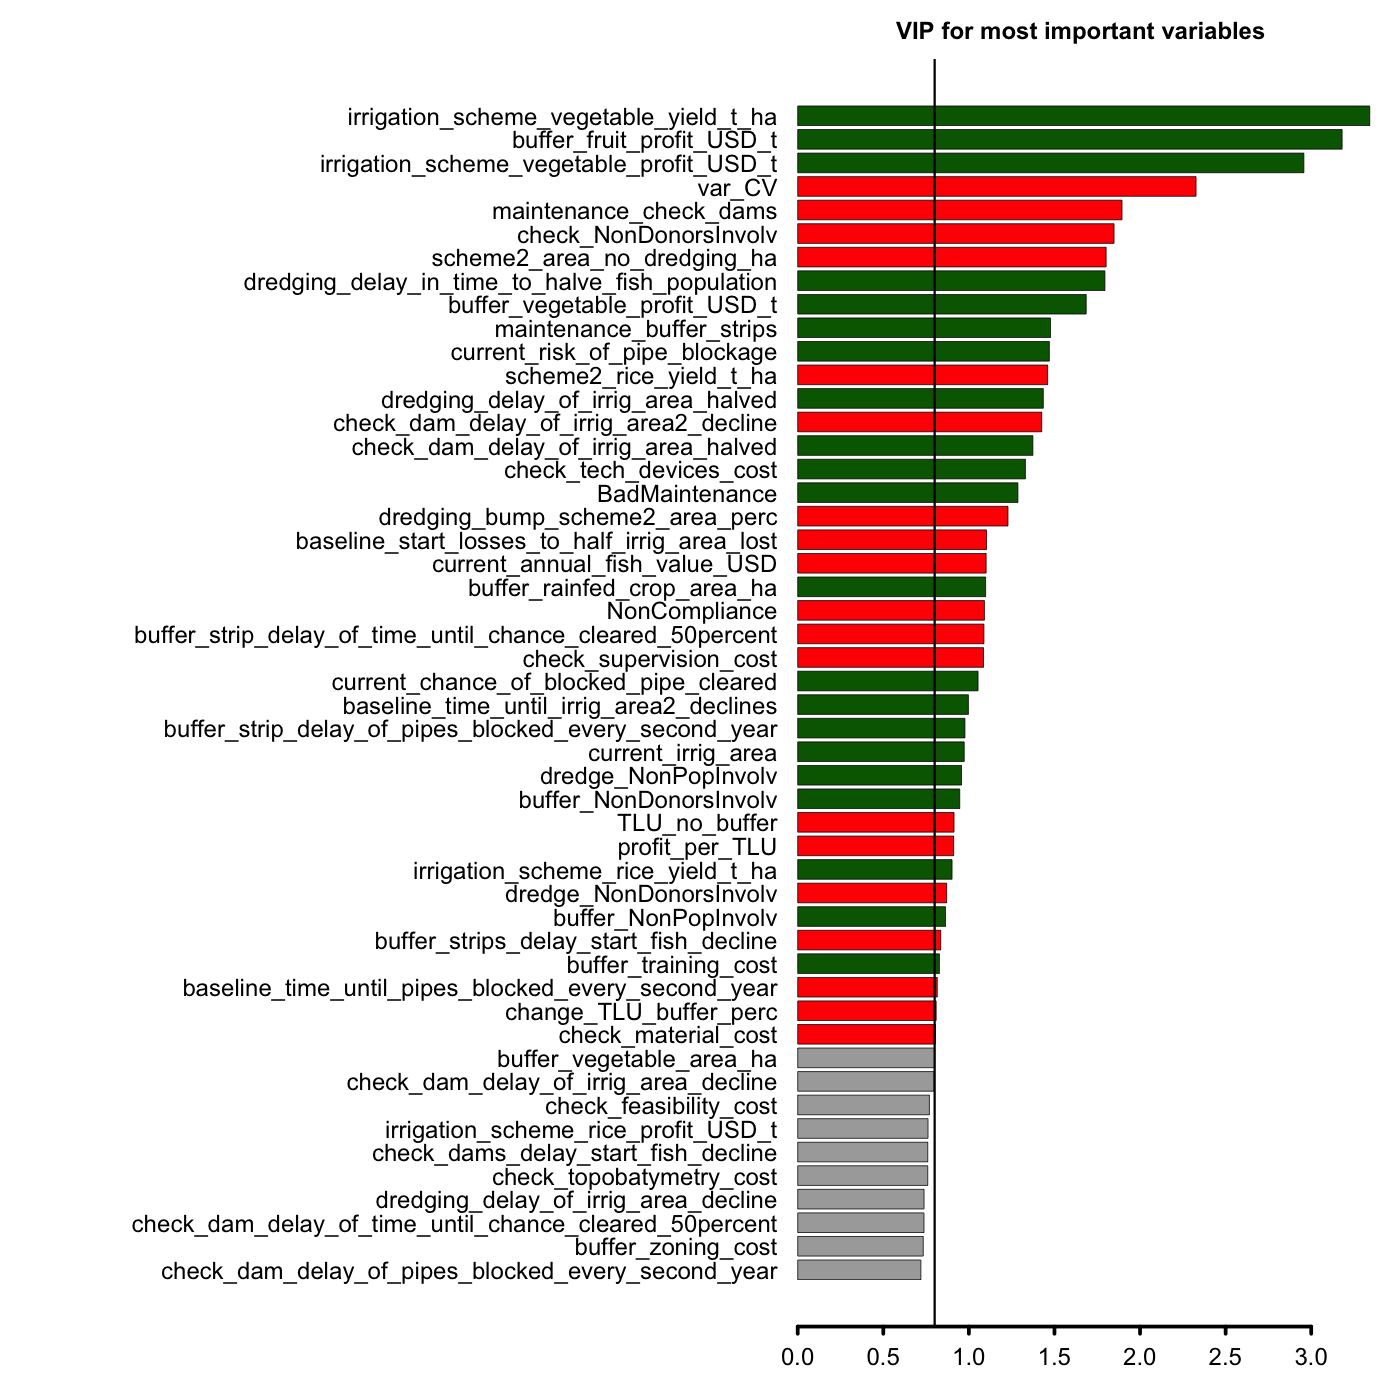 VIP for most important variables
irrigation_scheme_vegetable_yield_t_ha
buffer_fruit_profit_USD_t
irrigation_scheme_vegetable_profit_USD_t
var_CV
maintenance_check_dams
check_NonDonorsInvolv
scheme2_area_no_dredging_ha
dredging_delay_in_time_to_halve_fish_population
buffer_vegetable_profit_USD_t
maintenance_buffer_strips
current_risk_of_pipe_blockage
scheme2_rice_yield_t_ha
dredging_delay_of_irrig_area_halved
check_dam_delay_of_irrig_area2_decline
check_dam_delay_of_irrig_area_halved
check_tech_devices_cost
BadMaintenance
dredging_bump_scheme2_area_perc
baseline_start_losses_to_half_irrig_area_lost
current_annual_fish_value_USD
buffer_rainfed_crop_area_ha
NonCompliance
buffer_strip_delay_of_time_until_chance_cleared_50percent
check_supervision_cost
current_chance_of_blocked_pipe_cleared
baseline_time_until_irrig_area2_declines
buffer_strip_delay_of_pipes_blocked_every_second_year
current_irrig_area
dredge_NonPopInvolv
buffer_NonDonorsInvolv
TLU_no_buffer
profit_per_TLU
irrigation_scheme_rice_yield_t_ha
dredge_NonDonorsInvolv
buffer_NonPopInvolv
buffer_strips_delay_start_fish_decline
buffer_training_cost
baseline_time_until_pipes_blocked_every_second_year
change_TLU_buffer_perc
check_material_cost
buffer_vegetable_area_ha
check_dam_delay_of_irrig_area_decline
check_feasibility_cost
irrigation_scheme_rice_profit_USD_t
check_dams_delay_start_fish_decline
check_topobatymetry_cost
dredging_delay_of_irrig_area_decline
check_dam_delay_of_time_until_chance_cleared_50percent
buffer_zoning_cost
check_dam_delay_of_pipes_blocked_every_second_year
0.0 0.5 1.0 1.5 2.0 2.5 3.0